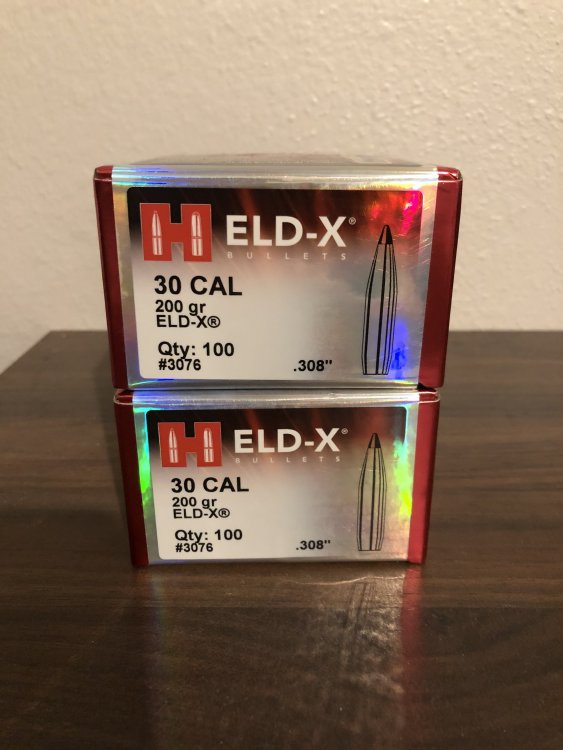 H ELD-X®
BULLETS
30 CAL
200 gr
ELD-X®
Qty: 100
#3076 .308"
H ELD-X®
BULLETS
30 CAL
200 gr
ELD-X®
Qty: 100
#3076 .308"